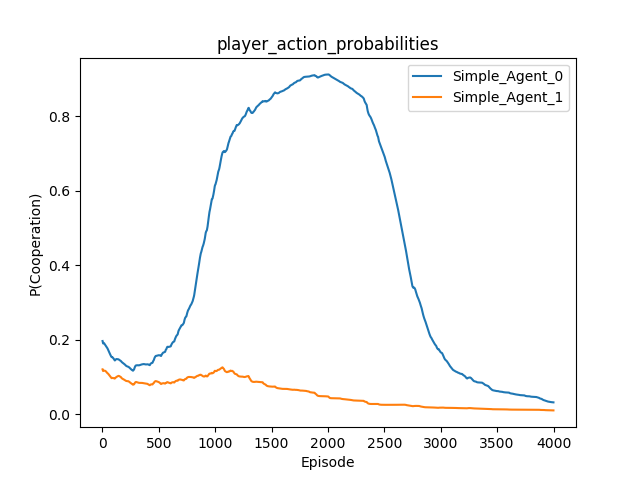 player_action_probabilities
Simple_Agent_0
Simple_Agent_1
P(Cooperation)
0.8
0.6
0.4
0.2
0.0
0 500 1000 1500 2000 2500 3000 3500 4000
Episode